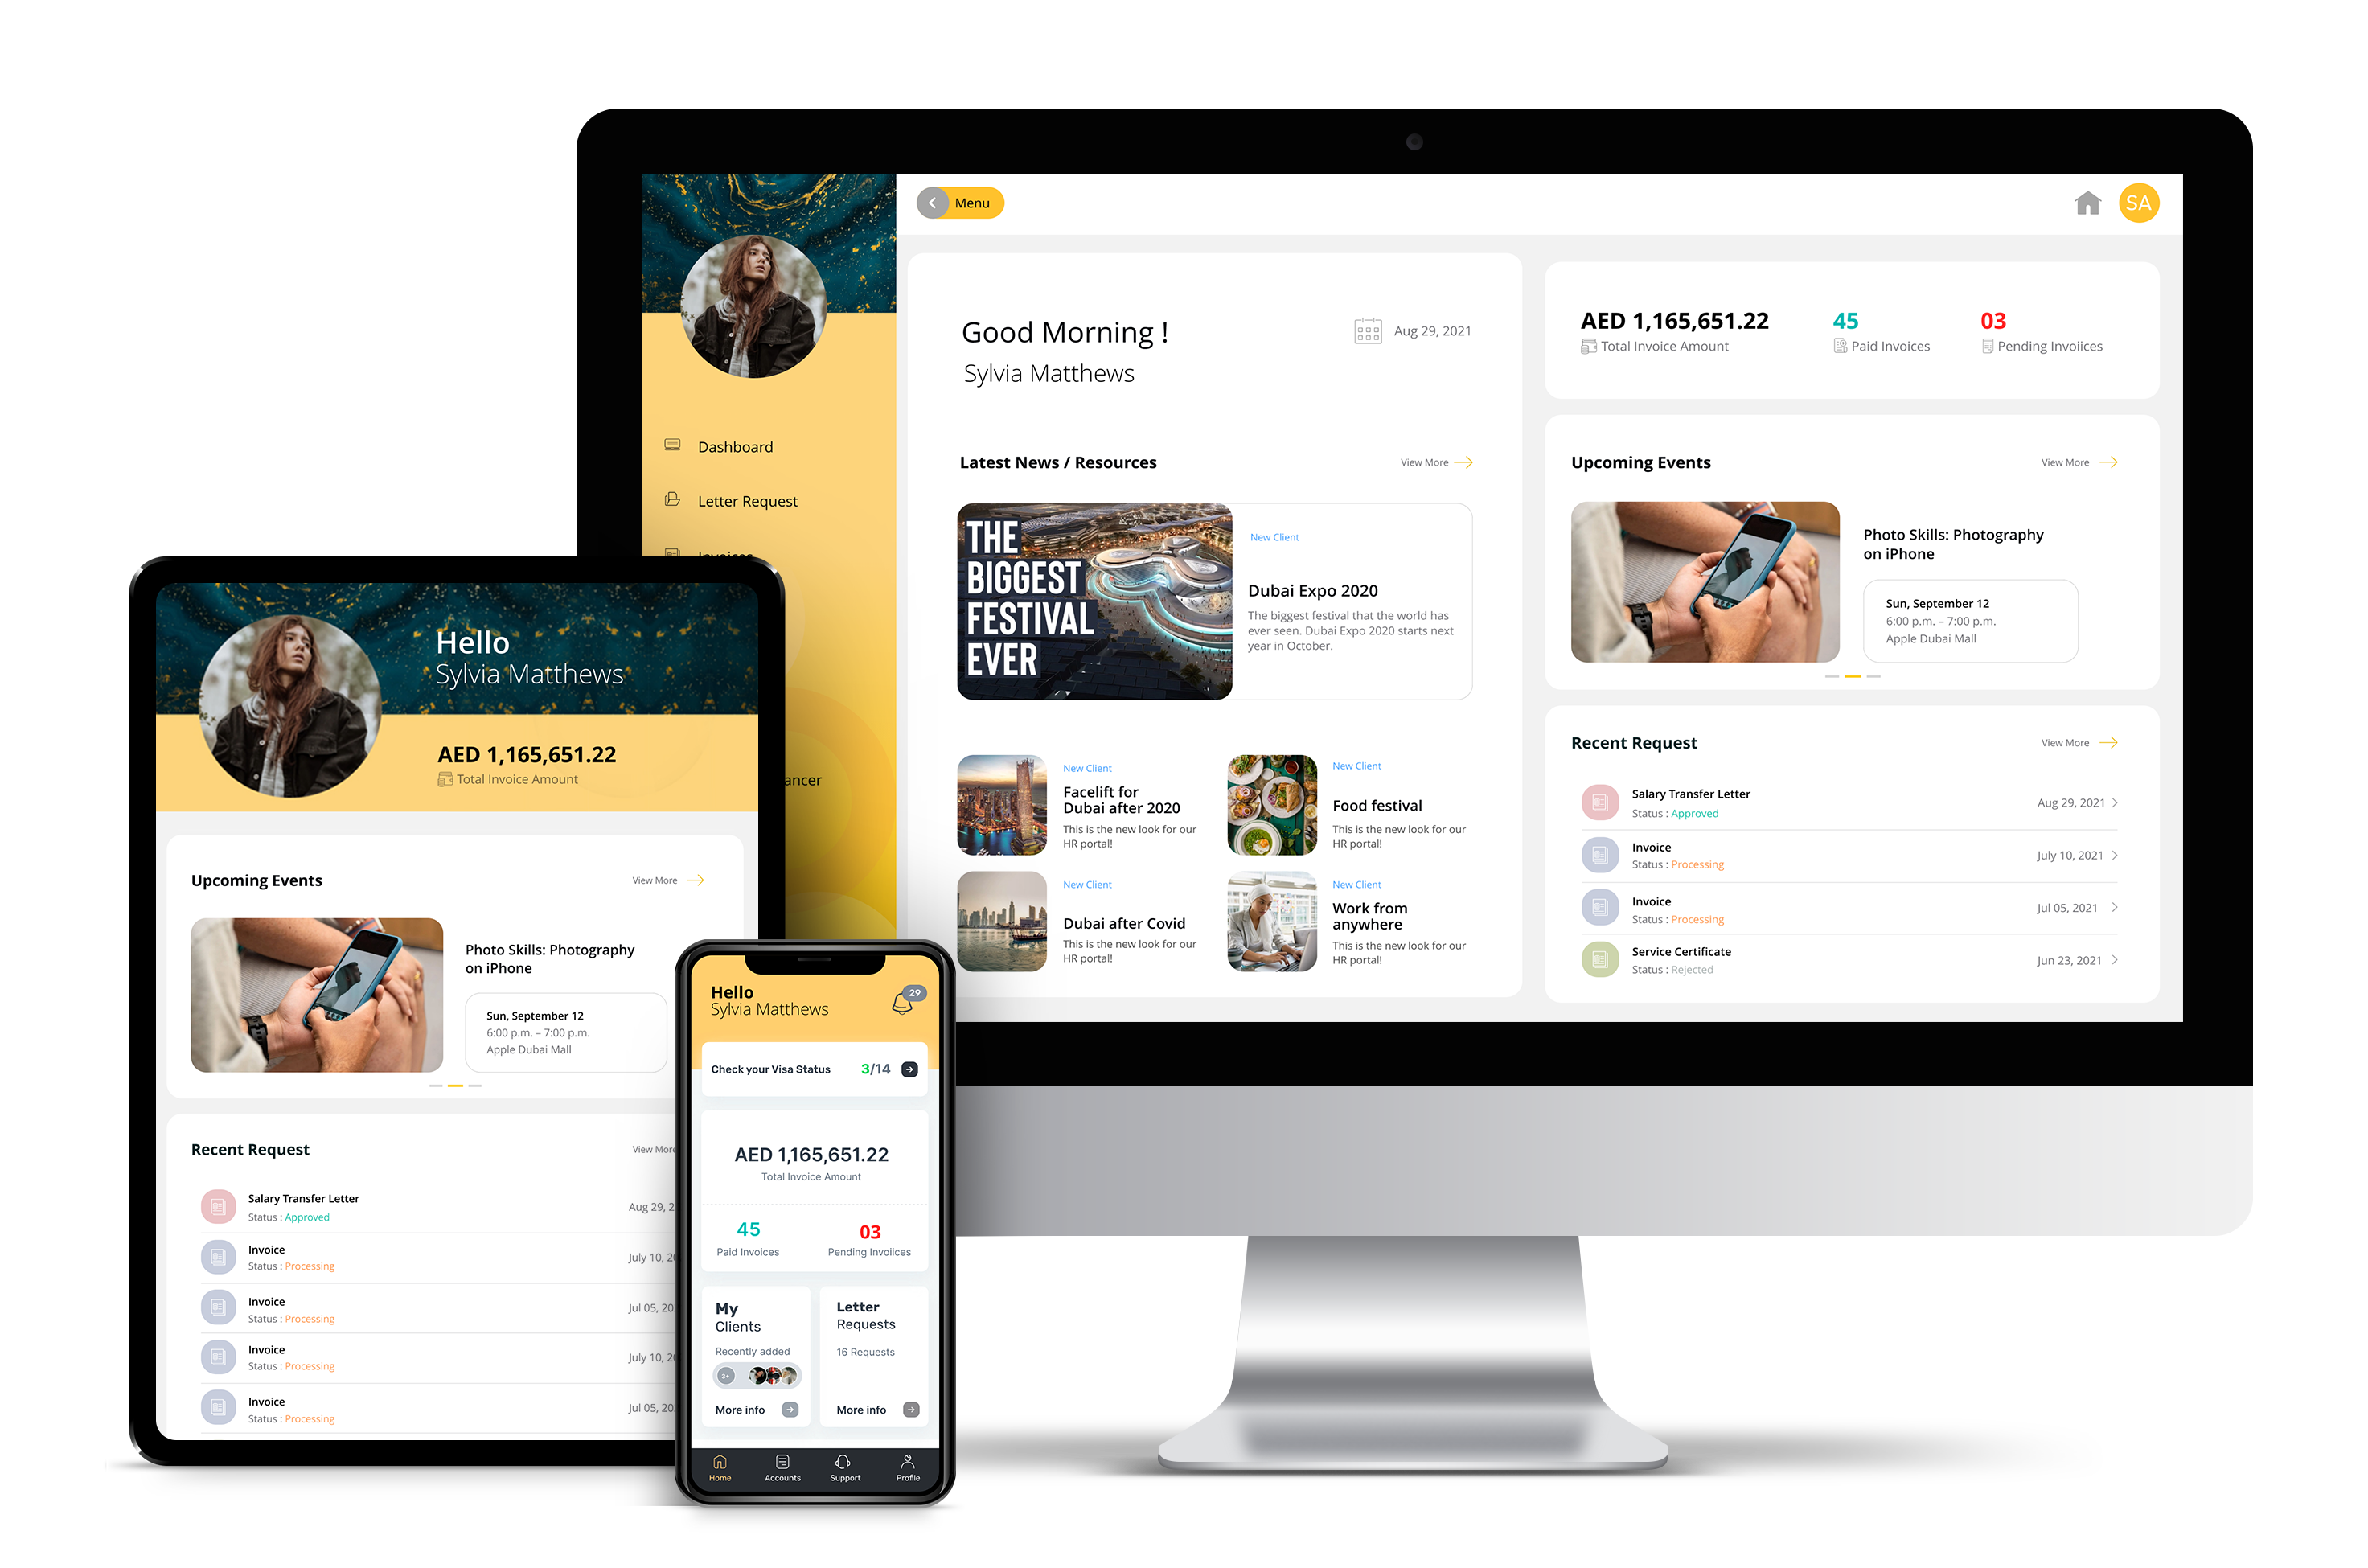 Menu
SA
Dashboard
Letter Request
Invoices
ancer
Good Morning !
Sylvia Matthews
Aug 29, 2021
Latest News / Resources
View More
THE
BIGGEST
FESTIVAL
EVER
New Client
Dubai Expo 2020
The biggest festival that the world has
ever seen. Dubai Expo 2020 starts next
year in October.
New Client
Facelift for
Dubai after 2020
This is the new look for our
HR portal!
New Client
Food festival
This is the new look for our
HR portal!
New Client
Dubai after Covid
This is the new look for our
HR portal!
New Client
Work from
anywhere
This is the new look for our
HR portal!
AED 1,165,651.22
Total Invoice Amount
45
Paid Invoices
03
Pending Invoiices
Upcoming Events
View More
Photo Skills: Photography
on iPhone
Sun, September 12
6:00 p.m. – 7:00 p.m.
Apple Dubai Mall
Recent Request
View More
Salary Transfer Letter
Aug 29, 2021
Status : Approved
Invoice
July 10, 2021
Status : Processing
Invoice
Jul 05, 2021
Status : Processing
Service Certificate
Jun 23, 2021
Status : Rejected
Hello
Sylvia Matthews
AED 1,165,651.22
Total Invoice Amount
Upcoming Events
View More
Photo Skills: Photography
on iPhone
Sun, September 12
6:00 p.m. – 7:00 p.m.
Apple Dubai Mall
Recent Request
View More
Salary Transfer Letter
Aug 29, 2
Status : Approved
Invoice
July 10, 2
Status : Processing
Invoice
Jul 05, 20
Status : Processing
Invoice
July 10, 2
Status : Processing
Invoice
Jul 05, 20
Status : Processing
Hello
Sylvia Matthews
29
Check your Visa Status
3/14
AED 1,165,651.22
Total Invoice Amount
45
Paid Invoices
03
Pending Invoiices
My
Clients
Recently added
3+
More info
Letter
Requests
16 Requests
More info
Home
Accounts
Support
Profile